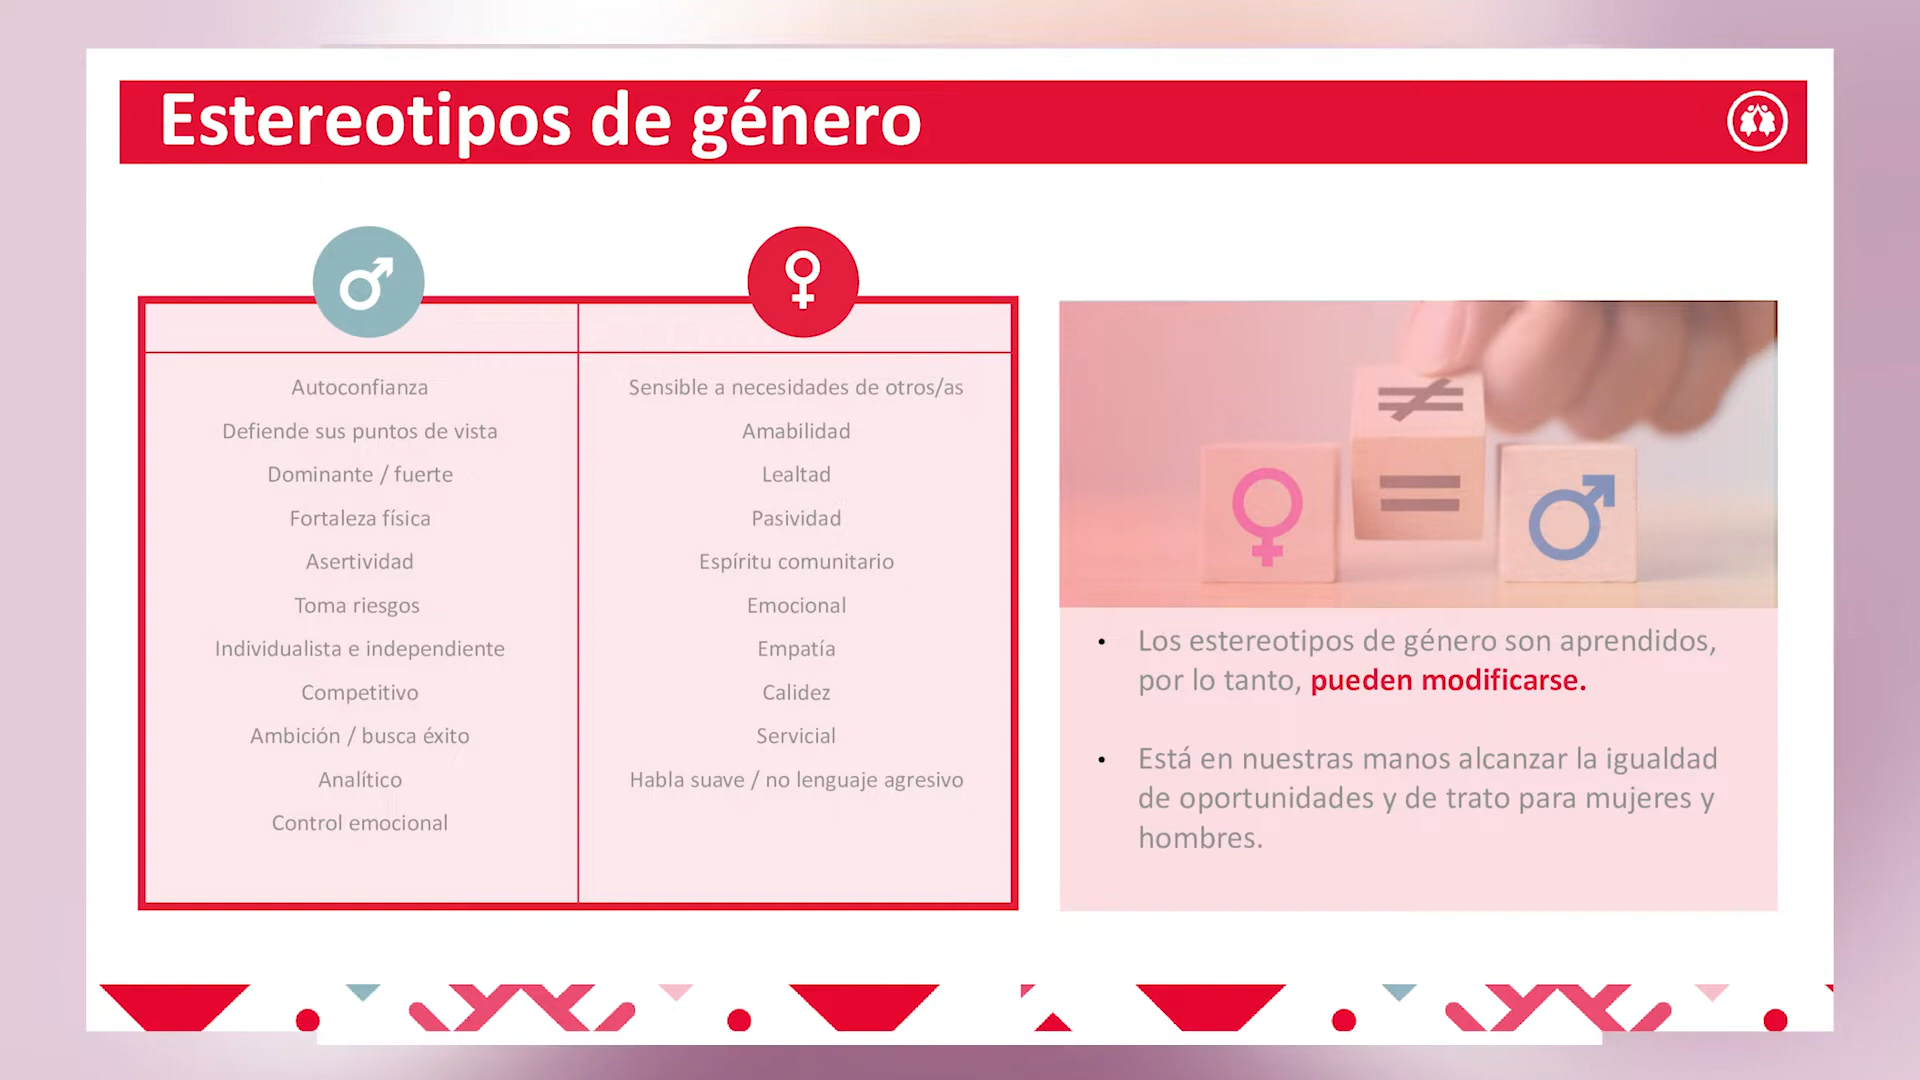 Estereotipos de género
Autoconfianza
Defiende sus puntos de vista
Dominante / fuerte
Fortaleza física
Asertividad
Toma riesgos
Individualista e independiente
Competitivo
Ambición / busca éxito
Analítico
Control emocional
Sensible a necesidades de otros/as
Amabilidad
Lealtad
Pasividad
Espíritu comunitario
Emocional
Empatía
Calidez
Servicial
Habla suave / no lenguaje agresivo
≠
=
• Los estereotipos de género son aprendidos,
por lo tanto, pueden modificarse.
• Está en nuestras manos alcanzar la igualdad
de oportunidades y de trato para mujeres y
hombres.